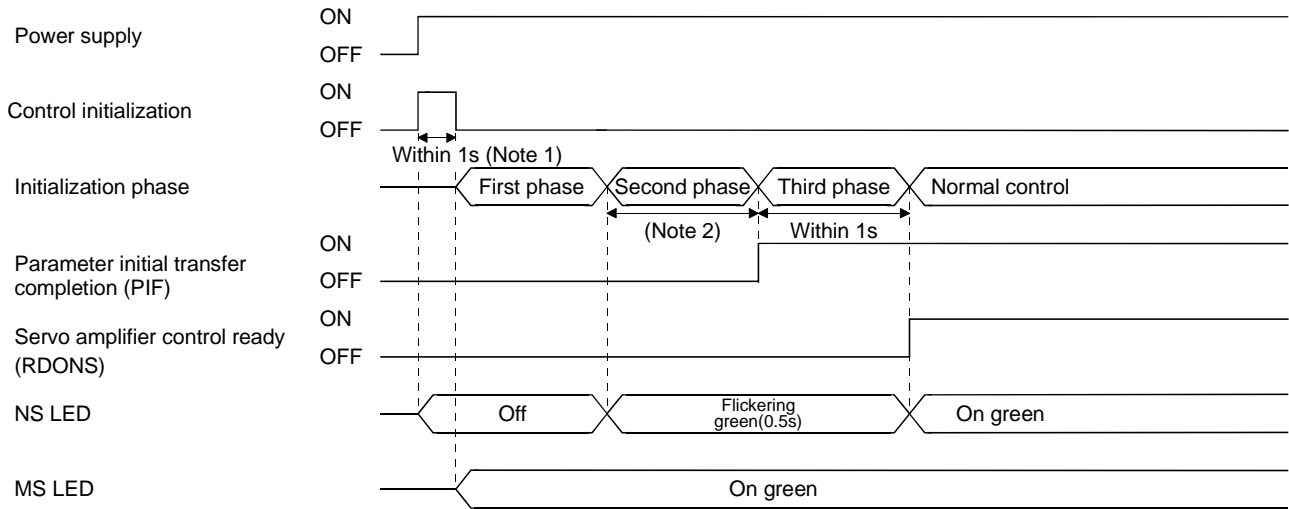 Power supply
ON
OFF
Control initialization
ON
OFF
Within 1s (Note 1)
Initialization phase
First phase
Second phase
Third phase
Normal control
(Note 2)
Within 1s
Parameter initial transfer
completion (PIF)
ON
OFF
Servo amplifier control ready
(RDONS)
ON
OFF
NS LED
Off
Flickering
green(0.5s)
On green
MS LED
On green